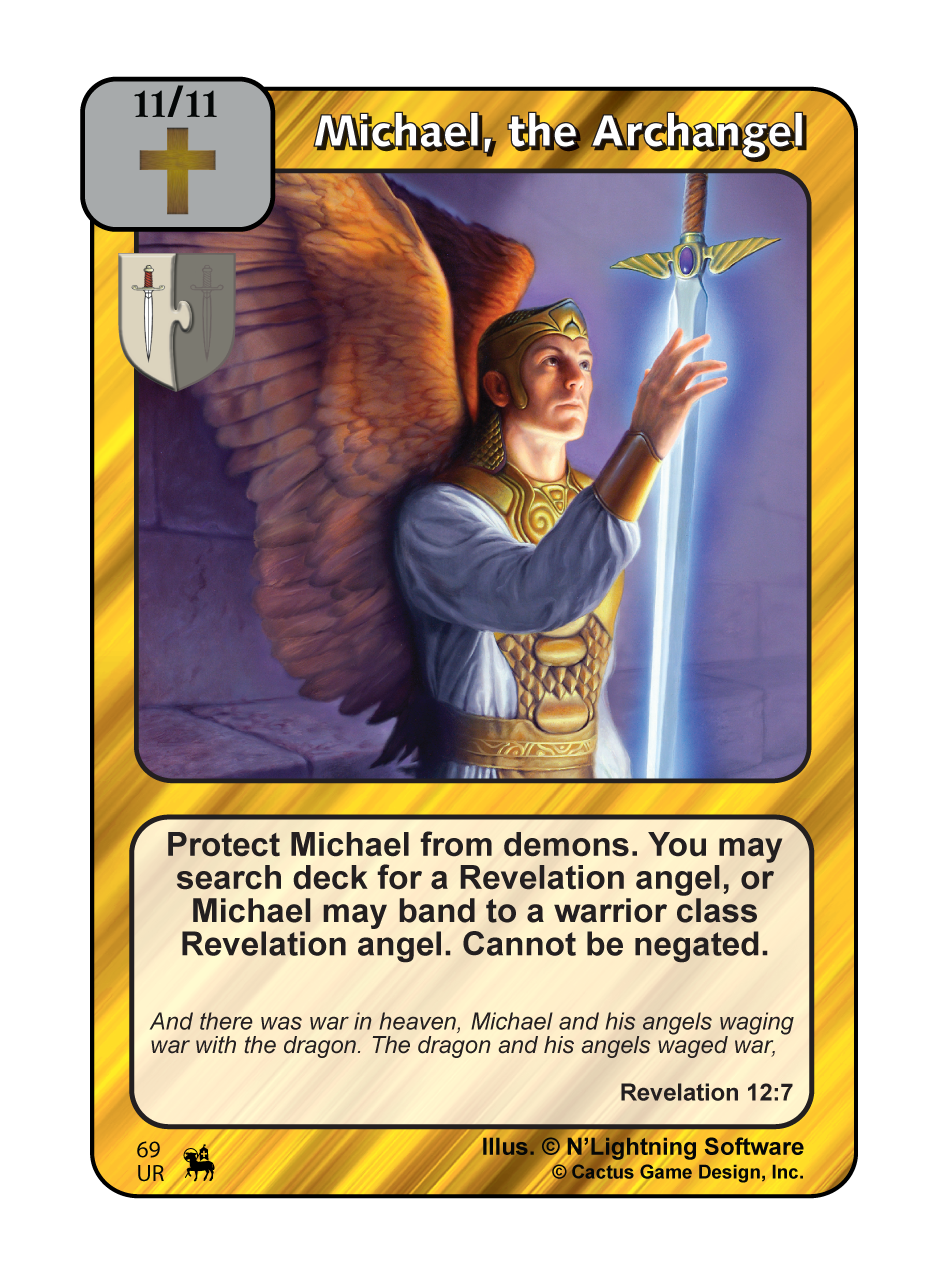 11/11
Michael, the Archangel
Protect Michael from demons. You may
search deck for a Revelation angel, or
Michael may band to a warrior class
Revelation angel. Cannot be negated.
And there was war in heaven, Michael and his angels waging
war with the dragon. The dragon and his angels waged war,
Revelation 12:7
69
UR
Illus. © N'Lightning Software
© Cactus Game Design, Inc.